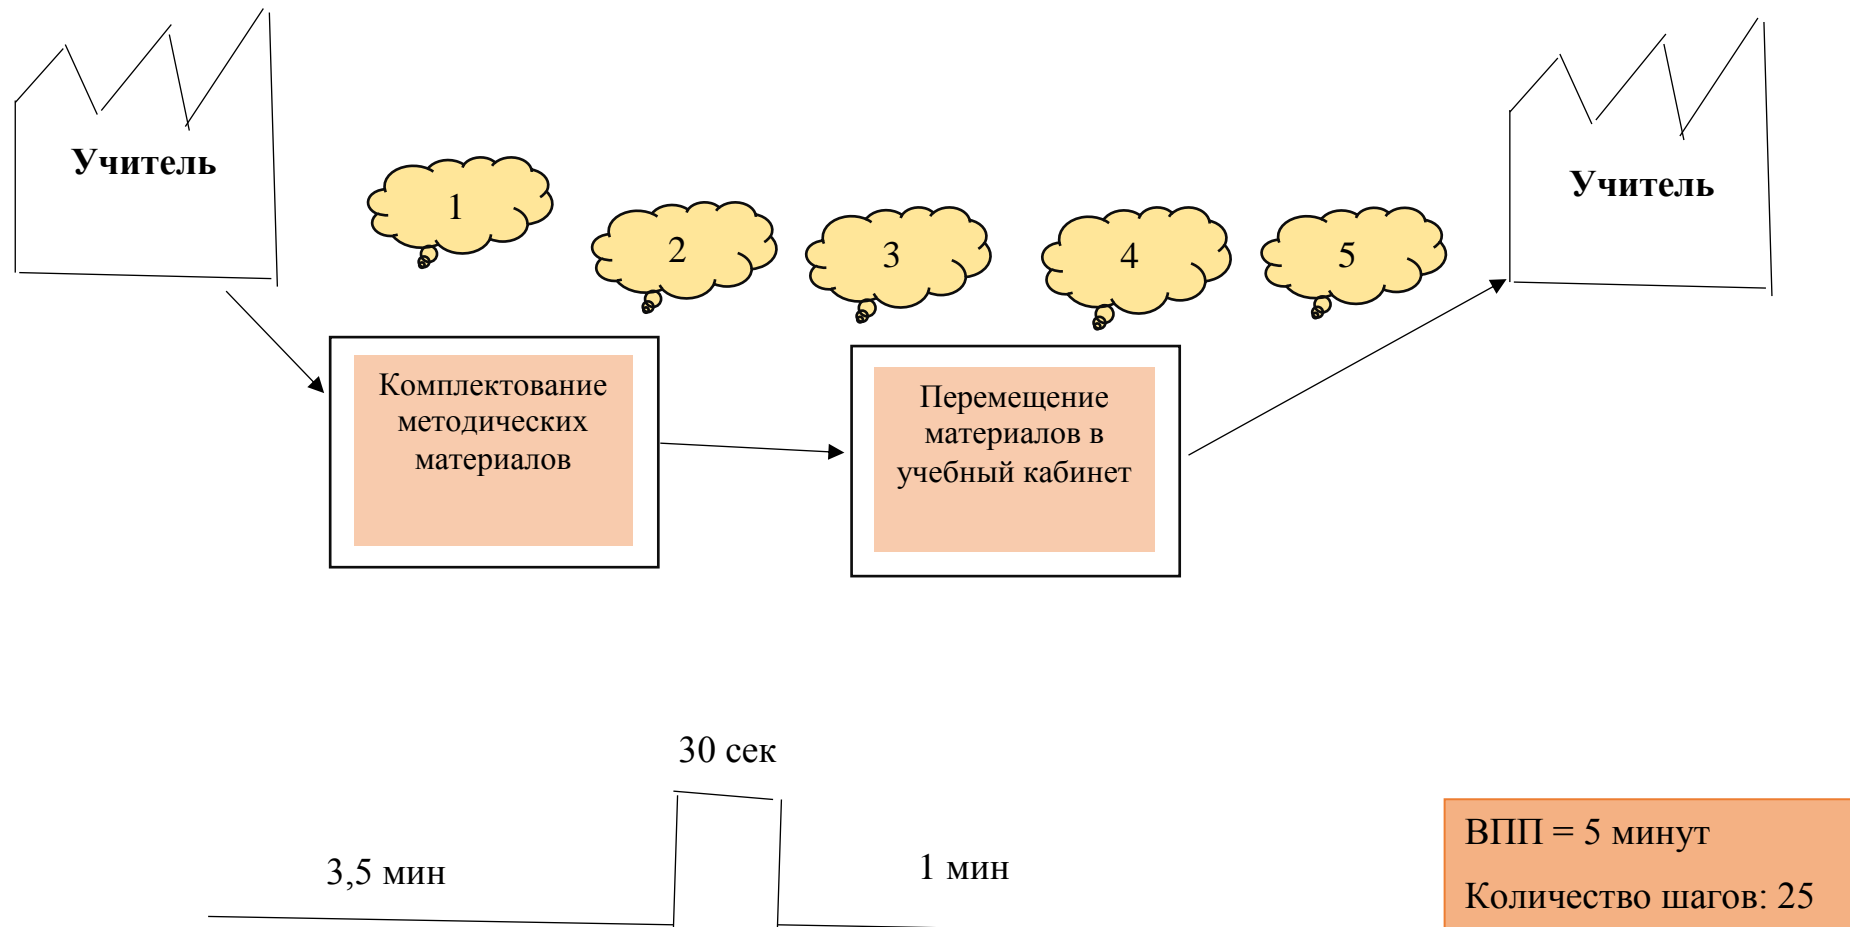 Учитель
Учитель
1
2
3
4
5
Комплектование
методических
материалов
Перемещение
материалов в
учебный кабинет
30 сек
3,5 мин
1 мин
ВПП = 5 минут
Количество шагов: 25